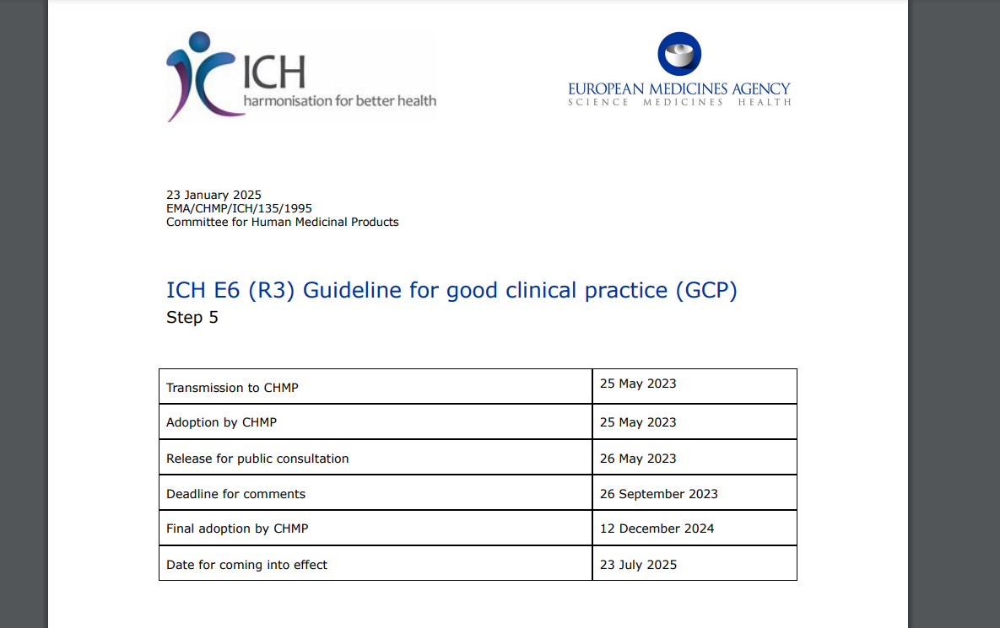 ICH
harmonisation for better health
EUROPEAN MEDICINES AGENCY
SCIENCE MEDICINES HEALTH
23 January 2025
EMA/CHMP/ICH/135/1995
Committee for Human Medicinal Products
ICH E6 (R3) Guideline for good clinical practice (GCP)
Step 5
Transmission to CHMP 25 May 2023
Adoption by CHMP 25 May 2023
Release for public consultation 26 May 2023
Deadline for comments 26 September 2023
Final adoption by CHMP 12 December 2024
Date for coming into effect 23 July 2025